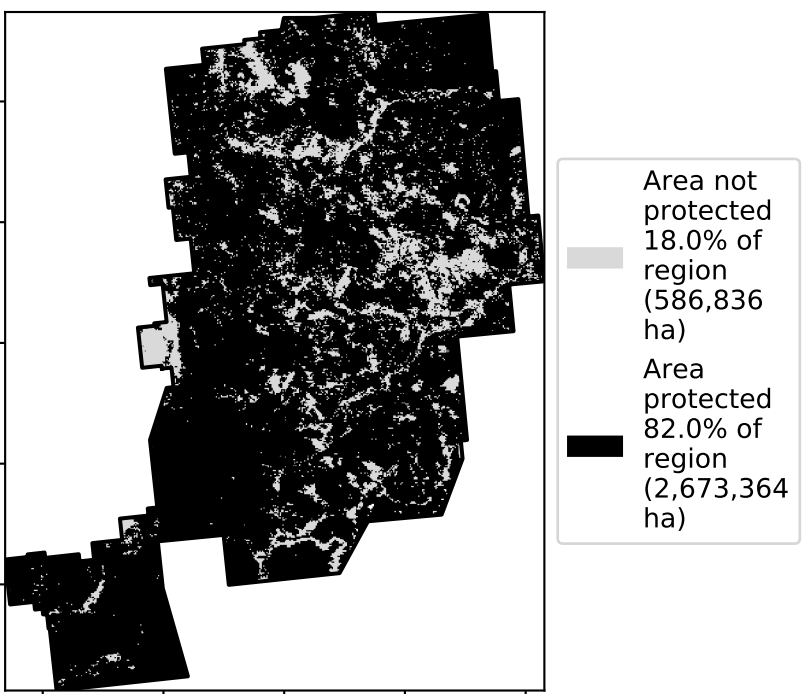 Area not
protected
18.0% of
region
(586,836
ha)
Area
protected
82.0% of
region
(2,673,364
ha)